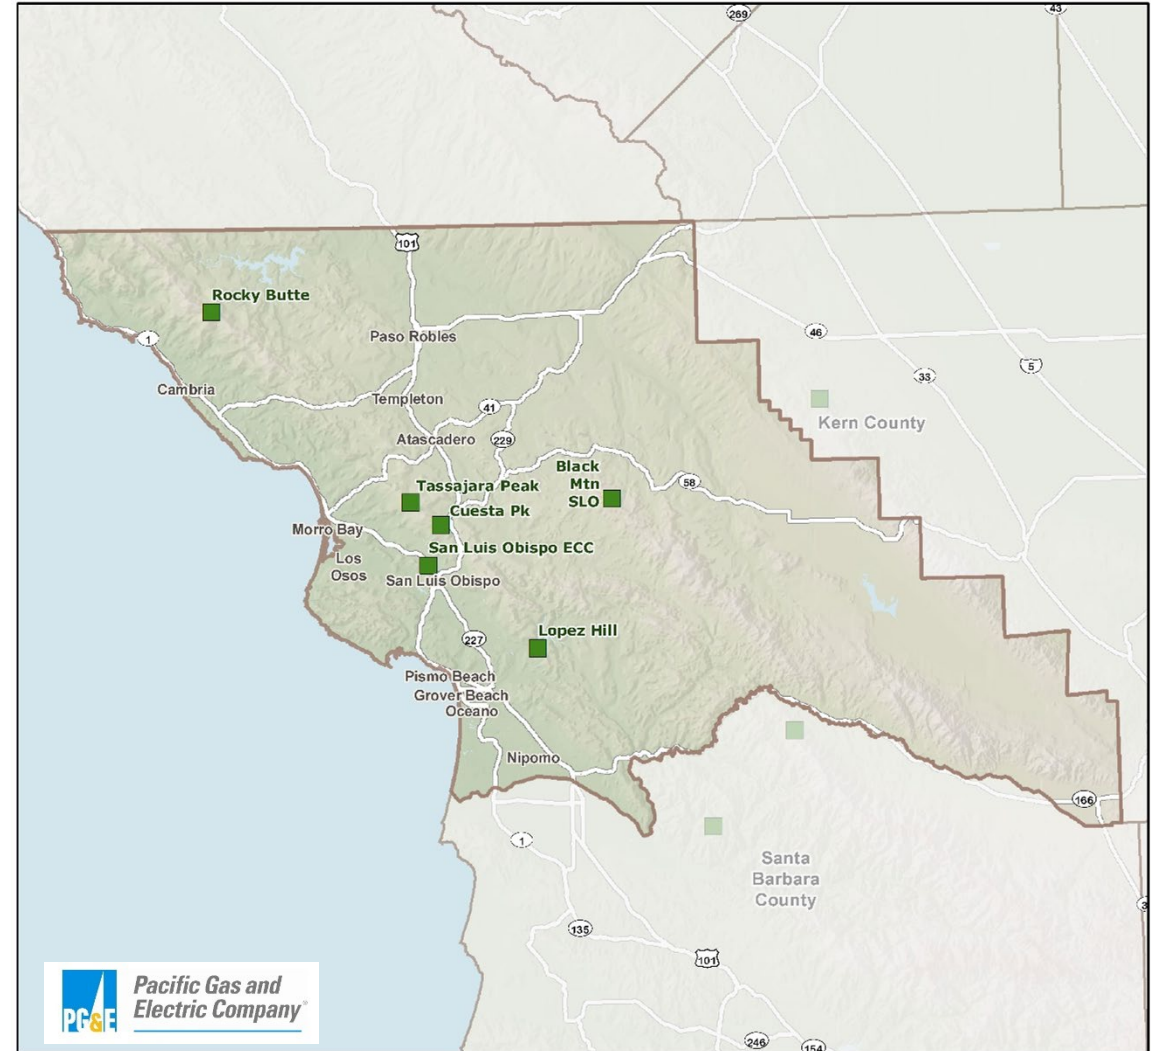 269
43
101
Rocky Butte
1
Paso Robles
46
5
33
Cambria
Templeton
41
Kern County
Atascadero
229
Black
Mtn
SLO
58
Tassajara Peak
Cuesta Pk
Morro Bay
San Luis Obispo ECC
Los
Osos
San Luis Obispo
Lopez Hill
227
Pismo Beach
Grover Beach
Oceano
Nipomo
166
1
Santa
Barbara
County
135
101
246
154
PG&E
Pacific Gas and
Electric Company